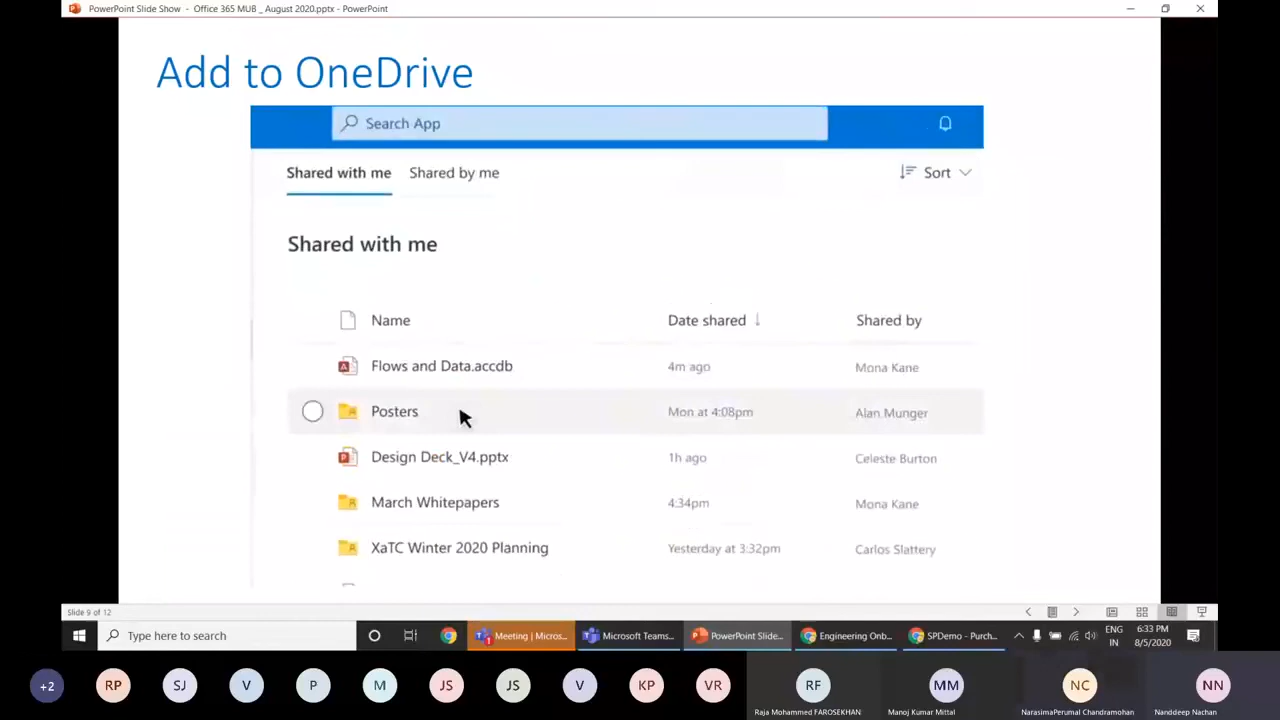 PowerPoint Slide Show - Office 365 MUB _ August 2020.pptx - PowerPoint
Add to OneDrive
Search App
Shared with me Shared by me Sort
Shared with me
Name Date shared Shared by
Flows and Data.accdb 4m ago Mona Kane
Posters Mon at 4:08pm Alan Munger
Design Deck_V4.pptx 1h ago Celeste Burton
March Whitepapers 4:34pm Mona Kane
XaTC Winter 2020 Planning Yesterday at 3:32pm Carlos Slattery
Slide 9 of 12
Type here to search 1 Meeting | Micros... Microsoft Teams... PowerPoint Slide... Engineering Onb... SPDemo - Purch... ENG 6:33 PM
IN 8/5/2020
+2 RP SJ V P M JS JS V KP VR RF MM NC NN
Raja Mohammed FAROSEKHAN Manoj Kumar Mittal NarasimaPerumal Chandramohan Nanddeep Nachan